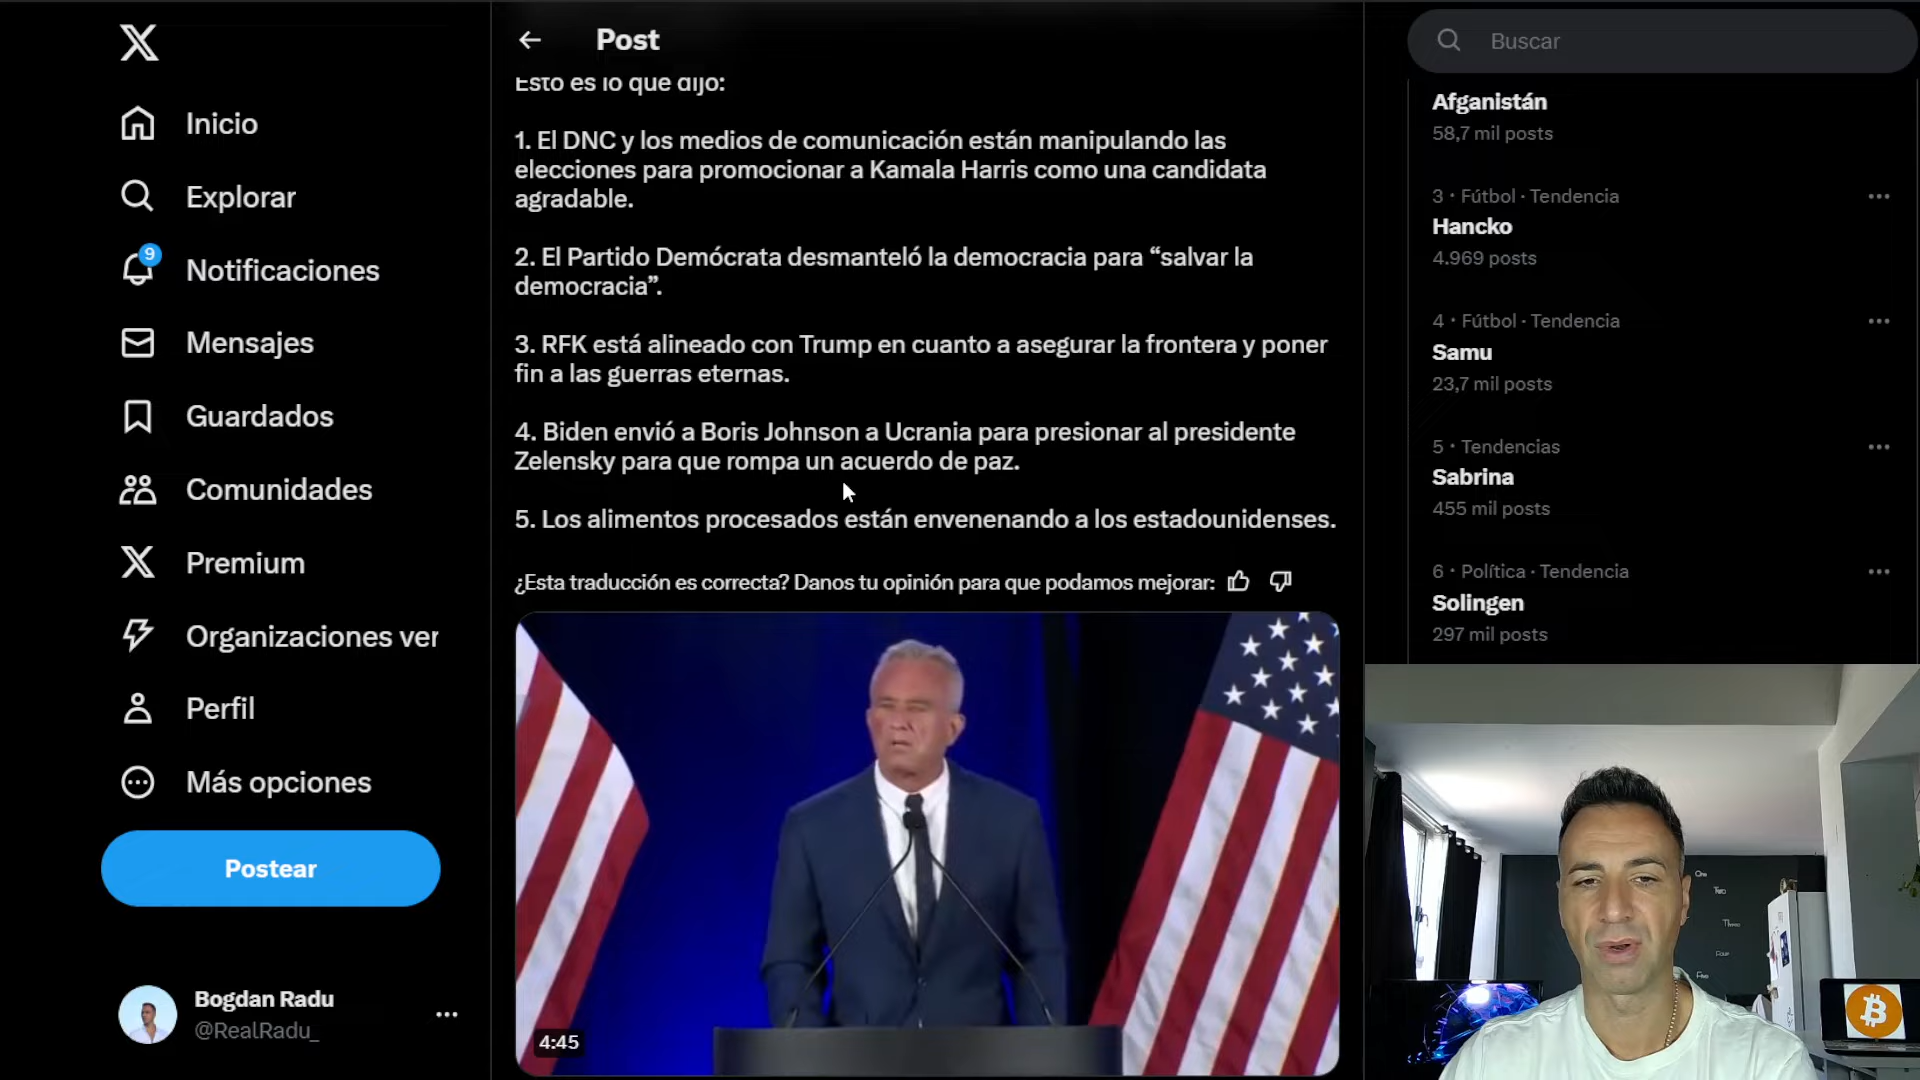 Inicio
Explorar
9
Notificaciones
Mensajes
Guardados
Comunidades
Premium
Organizaciones ver
Perfil
Más opciones
Postear
Bogdan Radu
@RealRadu_
Post
Esto es lo que dijo:
1. El DNC y los medios de comunicación están manipulando las
elecciones para promocionar a Kamala Harris como una candidata
agradable.
2. El Partido Demócrata desmanteló la democracia para “salvar la
democracia”.
3. RFK está alineado con Trump en cuanto a asegurar la frontera y poner
fin a las guerras eternas.
4. Biden envió a Boris Johnson a Ucrania para presionar al presidente
Zelensky para que rompa un acuerdo de paz.
5. Los alimentos procesados están envenenando a los estadounidenses.
¿Esta traducción es correcta? Danos tu opinión para que podamos mejorar:
4:45
Buscar
Afganistán
58,7 mil posts
3 · Fútbol · Tendencia
Hancko
4.969 posts
4 · Fútbol · Tendencia
Samu
23,7 mil posts
5 · Tendencias
Sabrina
455 mil posts
6 · Política · Tendencia
Solingen
297 mil posts
One
Two
Three
Four
Five